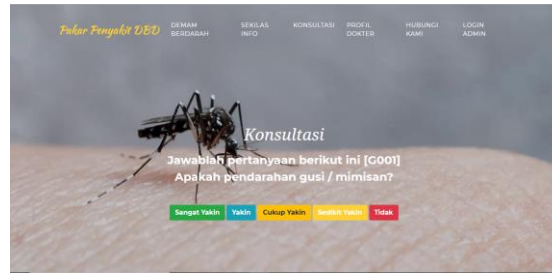 Pakar Penyakit DBD
DEMAM BERDARAH
SEKILAS INFO
KONSULTASI
PROFIL DOKTER
HUBUNGI KAMI
LOGIN ADMIN
Konsultasi
Jawablah pertanyaan berikut ini [G001]
Apakah pendarahan gusi / mimisan?
Sangat Yakin Yakin Cukup Yakin Sedikit Yakin Tidak